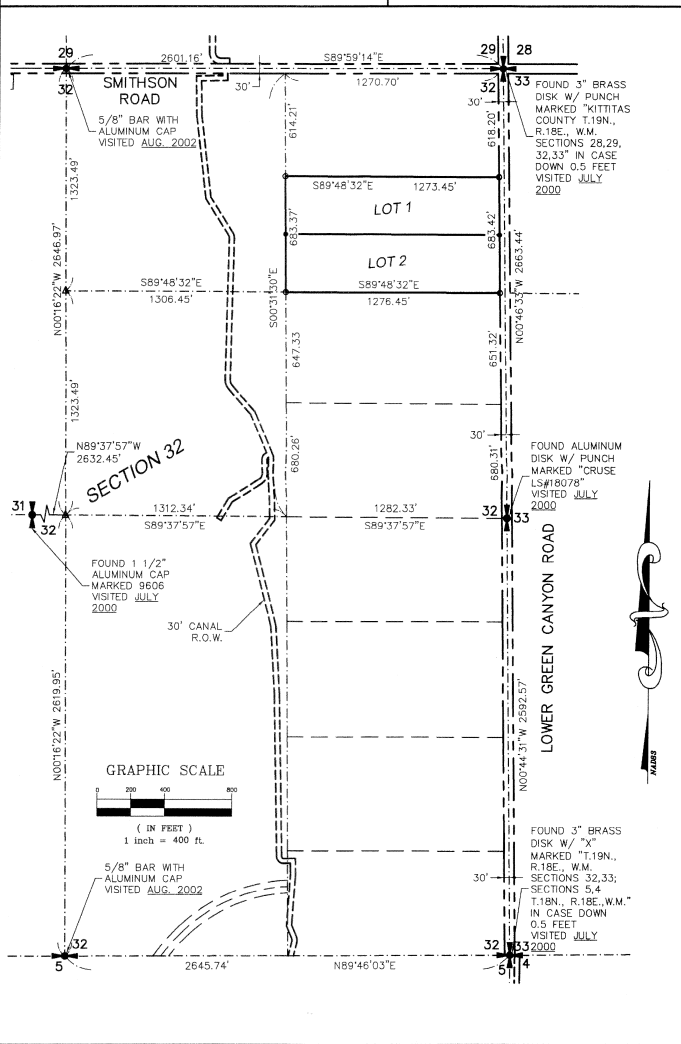 29
2601.16'
S89°59'14"E
29
28
32
SMITHSON
ROAD
30'
1270.70'
32
33
5/8" BAR WITH
ALUMINUM CAP
VISITED AUG. 2002
30'
FOUND 3" BRASS
DISK W/ PUNCH
MARKED "KITTITAS
COUNTY T.19N.,
R.18E., W.M.
SECTIONS 28,29,
32,33" IN CASE
DOWN 0.5 FEET
VISITED JULY
2000
614.21'
618.20'
1323.49'
S89°48'32"E
1273.45'
LOT 1
683.37'
683.42'
N00°16'22"W 2646.97'
LOT 2
S89°48'32"E
1306.45'
S89°48'32"E
1276.45'
S00°31'30"E
N00°46'33"W 2663.44'
647.33
651.32'
1323.49'
N89°37'57"W
2632.45'
SECTION 32
680.26'
30'
680.31'
FOUND ALUMINUM
DISK W/ PUNCH
MARKED "CRUSE
LS#18078"
VISITED JULY
2000
31
32
1312.34'
S89°37'57"E
1282.33'
S89°37'57"E
32
33
FOUND 1 1/2"
ALUMINUM CAP
MARKED 9606
VISITED JULY
2000
30' CANAL
R.O.W.
LOWER GREEN CANYON ROAD
N00°16'22"W 2619.95'
N00°44'31"W 2592.57'
NAD83
GRAPHIC SCALE
0 200 400 800
( IN FEET )
1 inch = 400 ft.
5/8" BAR WITH
ALUMINUM CAP
VISITED AUG. 2002
30'
FOUND 3" BRASS
DISK W/ "X"
MARKED "T.19N.,
R.18E., W.M.
SECTIONS 32,33;
SECTIONS 5,4
T.18N., R.18E.,W.M."
IN CASE DOWN
0.5 FEET
VISITED JULY
2000
32
5
2645.74'
N89°46'03"E
32
33
5
4